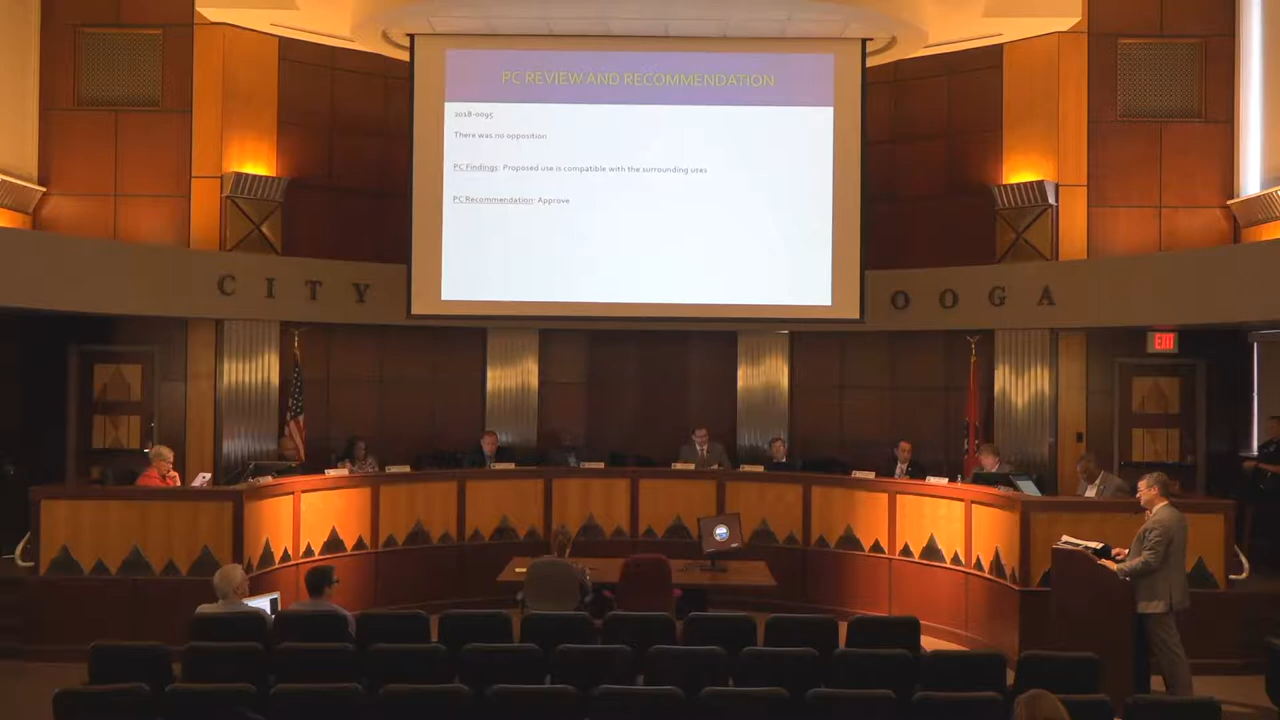 PC REVIEW AND RECOMMENDATION
2018-0095
There was no opposition
PC Findings: Proposed use is compatible with the surrounding uses
PC Recommendation: Approve
CITY
OOGA
EXIT